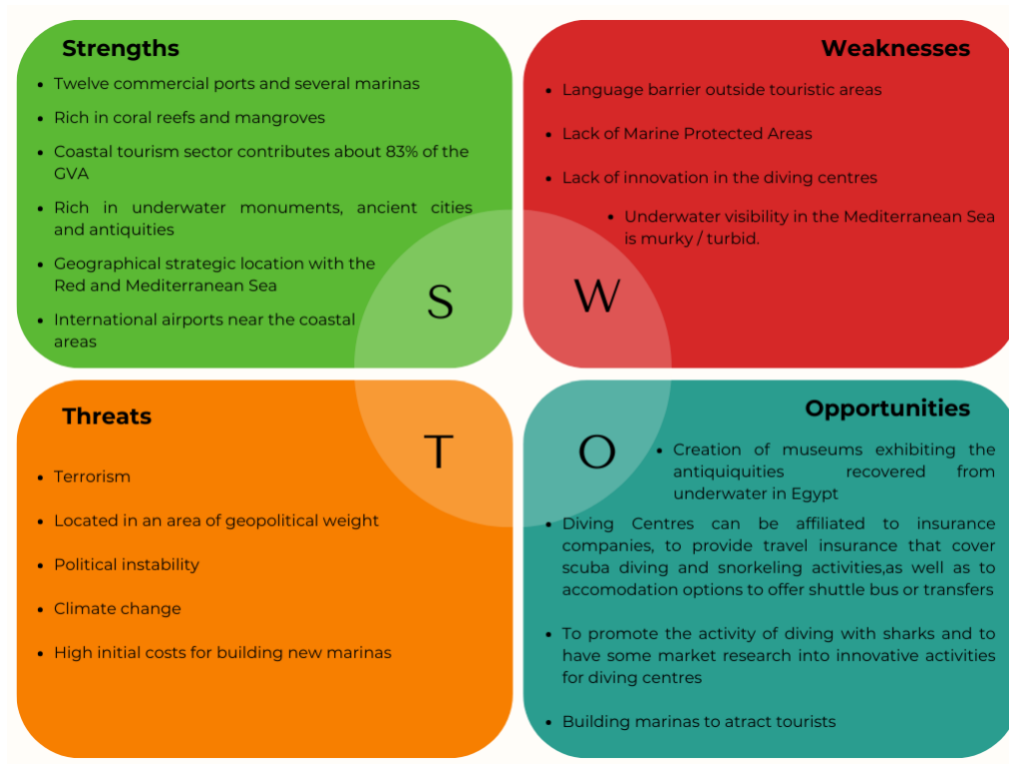 Strengths
• Twelve commercial ports and several marinas
• Rich in coral reefs and mangroves
• Coastal tourism sector contributes about 83% of the
GVA
• Rich in underwater monuments, ancient cities
and antiquities
• Geographical strategic location with the
Red and Mediterranean Sea
• International airports near the coastal
areas
S
Weaknesses
• Language barrier outside touristic areas
• Lack of Marine Protected Areas
• Lack of innovation in the diving centres
• Underwater visibility in the Mediterranean Sea
is murky / turbid.
W
Threats
• Terrorism
• Located in an area of geopolitical weight
• Political instability
• Climate change
• High initial costs for building new marinas
T
Opportunities
• Creation of museums exhibiting the
antiquiquities recovered from
underwater in Egypt
• Diving Centres can be affiliated to insurance
companies, to provide travel insurance that cover
scuba diving and snorkeling activities,as well as to
accomodation options to offer shuttle bus or transfers
• To promote the activity of diving with sharks and to
have some market research into innovative activities
for diving centres
• Building marinas to atract tourists
O